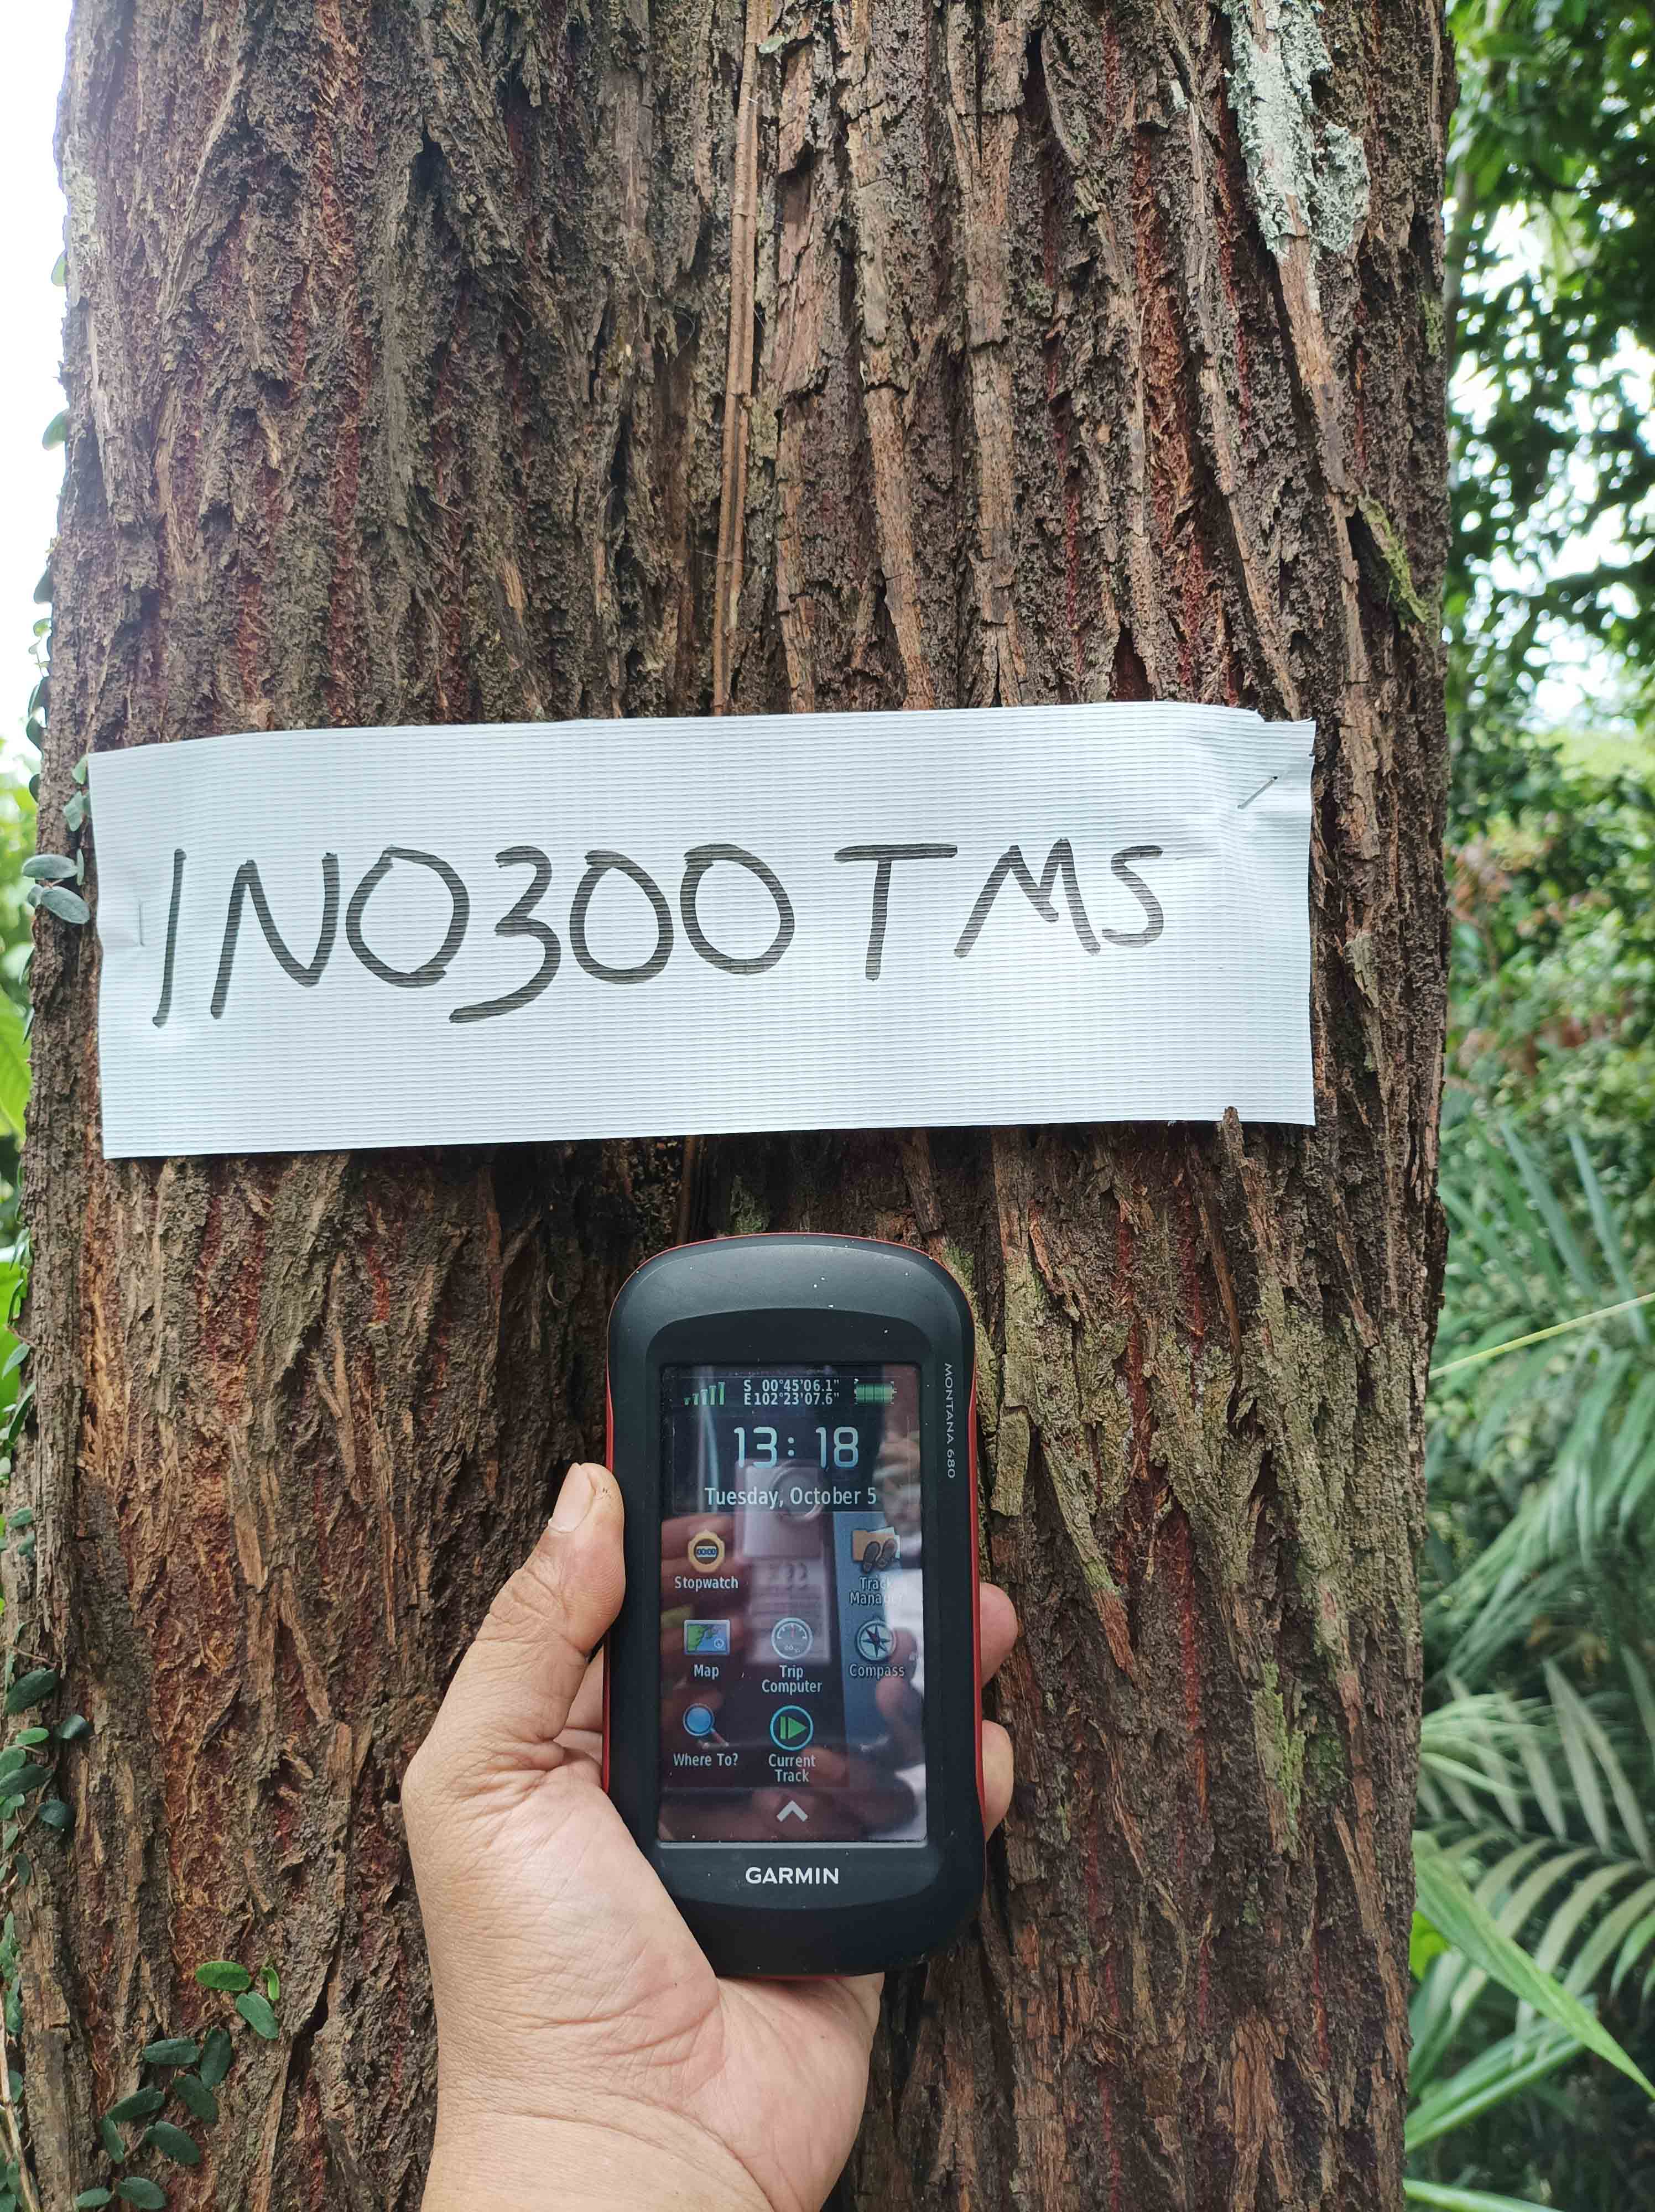 INO300TMS
S 00°45'06.1"
E102°23'07.6"
13:18
Tuesday, October 5
Stopwatch
Track
Manager
Map
Trip
Computer
Compass
Where To?
Current
Track
MONTANA 680
GARMIN